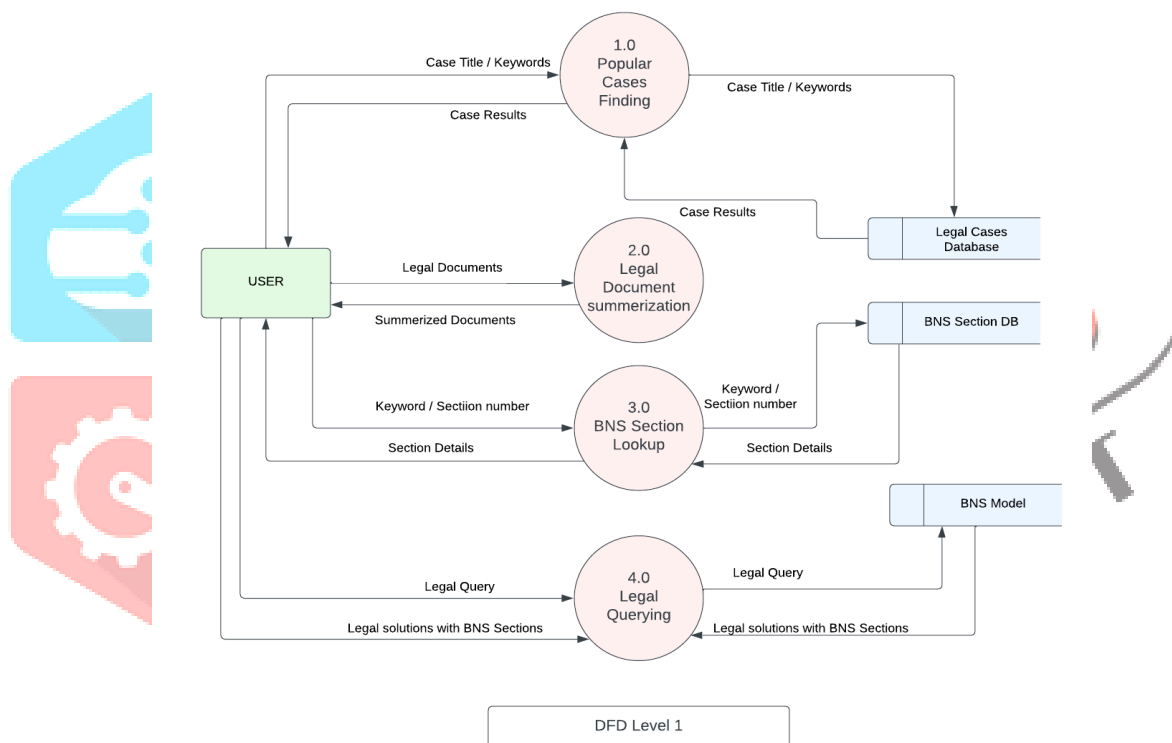 1.0
Popular
Cases
Finding
Case Title / Keywords
Case Title / Keywords
Case Results
Case Results
Legal Cases
Database
2.0
Legal
Document
summerization
USER
Legal Documents
Summerized Documents
BNS Section DB
3.0
BNS Section
Lookup
Keyword / Sectiion number
Keyword /
Sectiion number
Section Details
Section Details
BNS Model
4.0
Legal
Querying
Legal Query
Legal Query
Legal solutions with BNS Sections
Legal solutions with BNS Sections
DFD Level 1